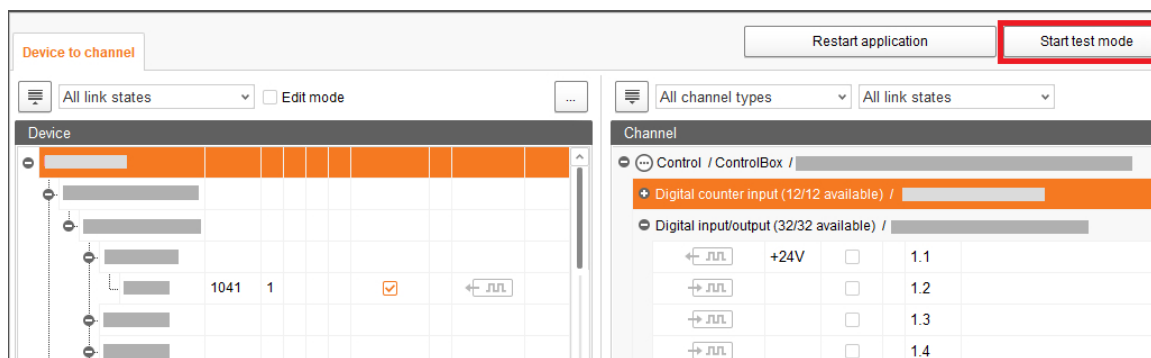 Restart application
Start test mode
Device to channel
All link states
Edit mode
...
All channel types
All link states
Device
Channel
Control / ControlBox /
Digital counter input (12/12 available) /
Digital input/output (32/32 available) /
+24V 1.1
1041 1
1.2
1.3
1.4